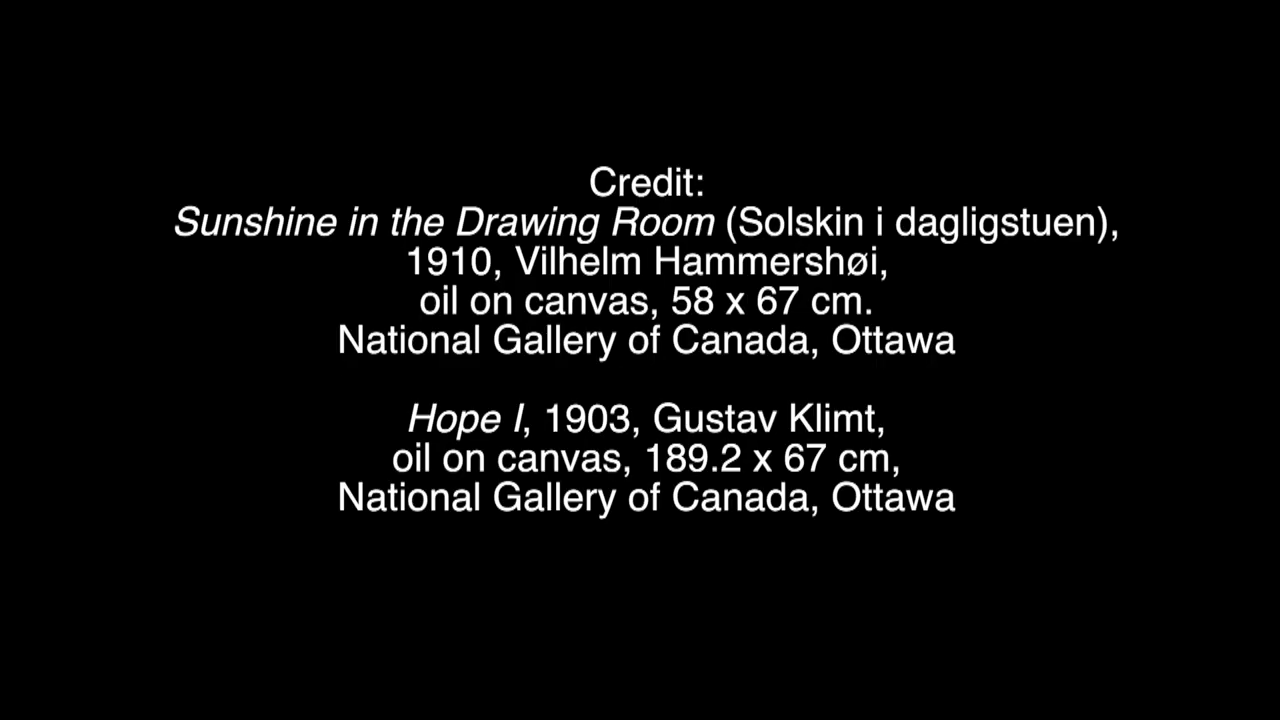 Credit:
Sunshine in the Drawing Room (Solskin i dagligstuen),
1910, Vilhelm Hammershøi,
oil on canvas, 58 x 67 cm.
National Gallery of Canada, Ottawa
Hope I, 1903, Gustav Klimt,
oil on canvas, 189.2 x 67 cm,
National Gallery of Canada, Ottawa